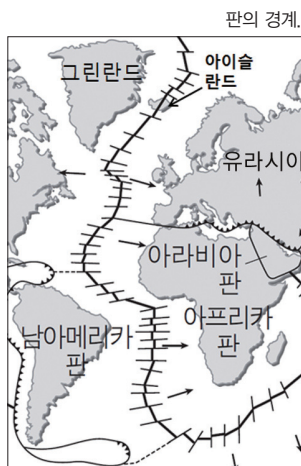 판의 경계.
그린란드
아이슬
란드
유라시아
아라비아
판
아프리카
판
남아메리카
판